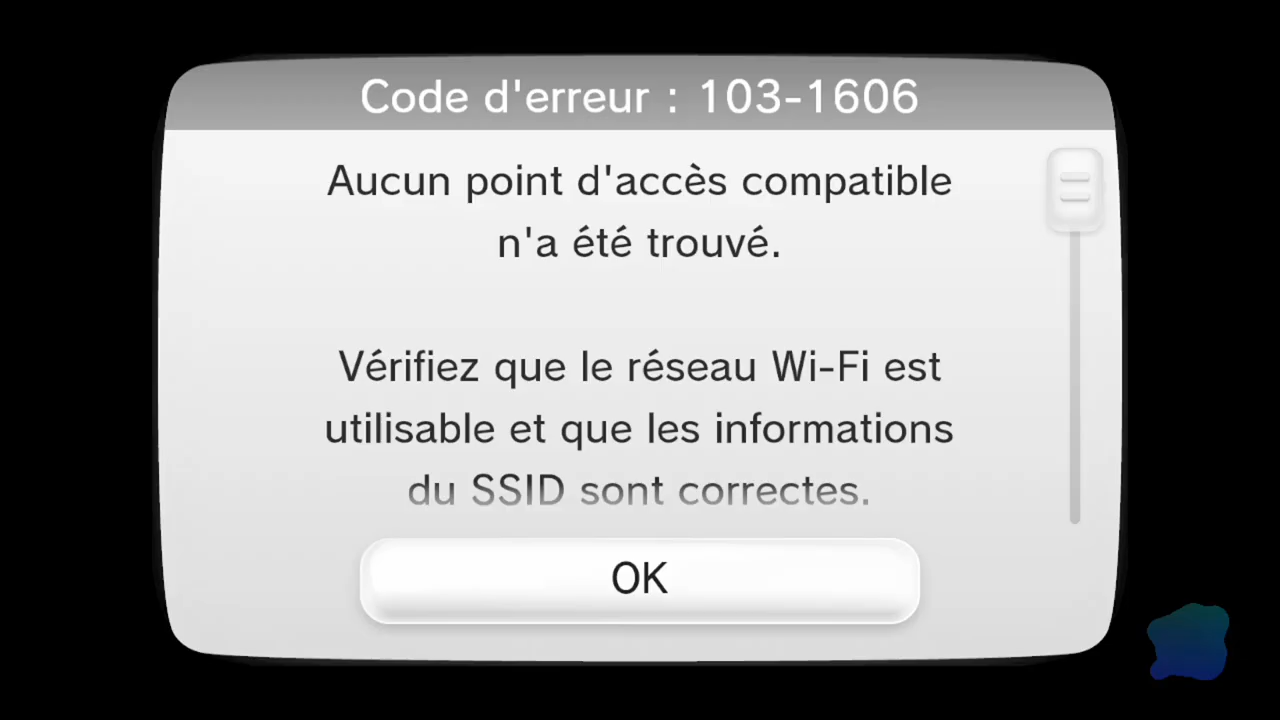 Code d'erreur : 103-1606
Aucun point d'accès compatible
n'a été trouvé.
Vérifiez que le réseau Wi-Fi est
utilisable et que les informations
du SSID sont correctes.
OK